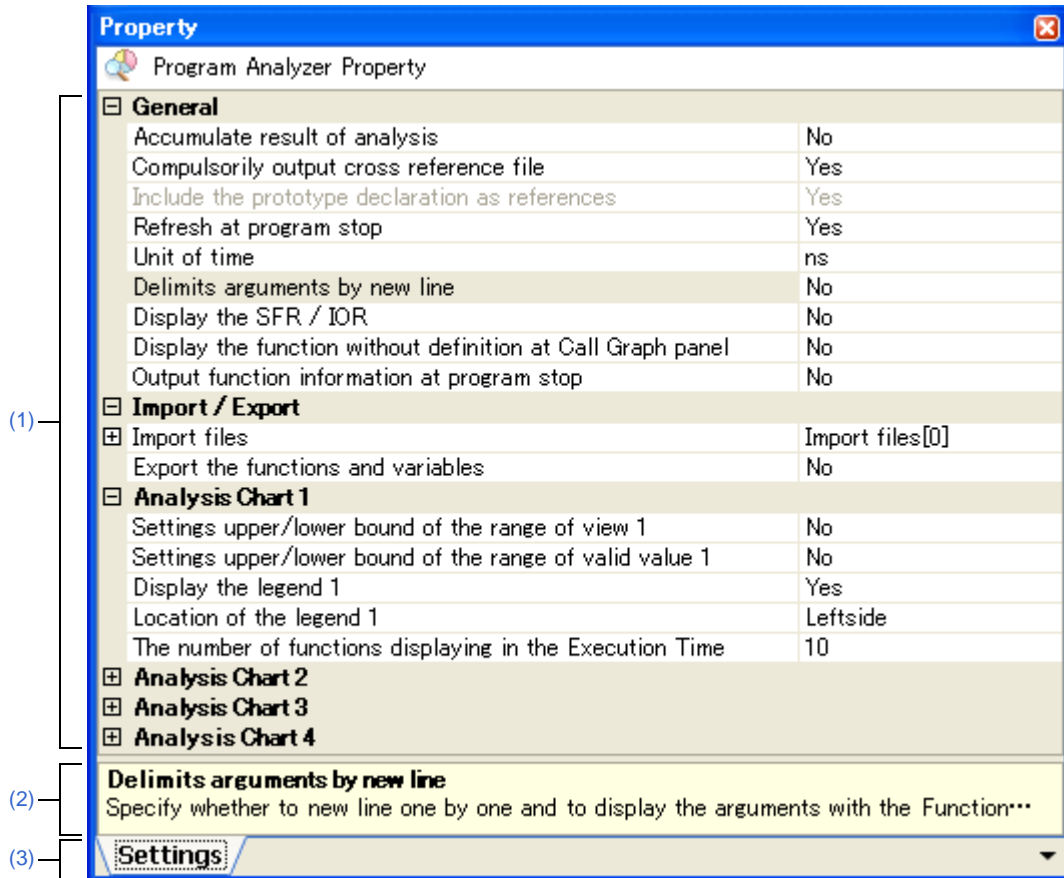 Property
Program Analyzer Property
General
Accumulate result of analysis No
Compulsorily output cross reference file Yes
Include the prototype declaration as references Yes
Refresh at program stop Yes
Unit of time ns
Delimits arguments by new line No
Display the SFR / IOR No
Display the function without definition at Call Graph panel No
Output function information at program stop No
Import / Export
(1)
Import files Import files[0]
Export the functions and variables No
Analysis Chart 1
Settings upper/lower bound of the range of view 1 No
Settings upper/lower bound of the range of valid value 1 No
Display the legend 1 Yes
Location of the legend 1 Leftside
The number of functions displaying in the Execution Time 10
Analysis Chart 2
Analysis Chart 3
Analysis Chart 4
Delimits arguments by new line
(2)
Specify whether to new line one by one and to display the arguments with the Function…
(3) Settings